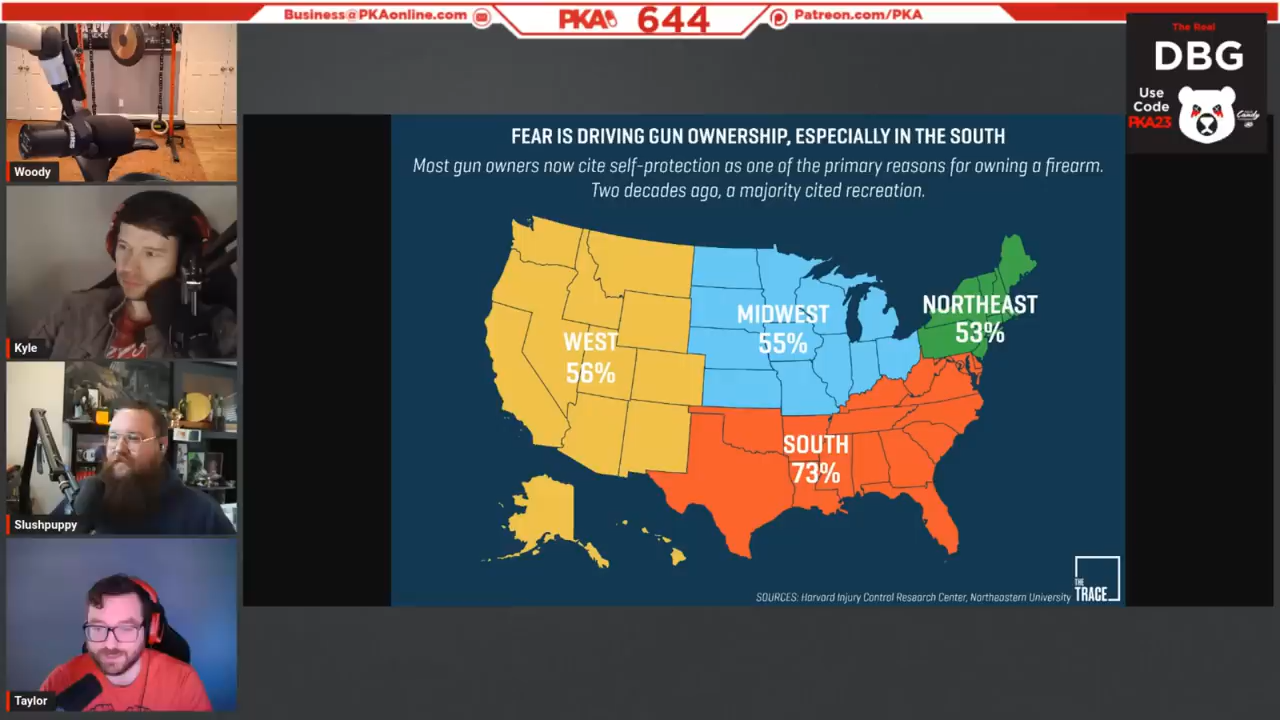 Business@PKAonline.com
PKA 644
Patreon.com/PKA
The Real
DBG
Use
Code
PKA23
Candy
Woody
Kyle
Slushpuppy
Taylor
FEAR IS DRIVING GUN OWNERSHIP, ESPECIALLY IN THE SOUTH
Most gun owners now cite self-protection as one of the primary reasons for owning a firearm.
Two decades ago, a majority cited recreation.
WEST
56%
MIDWEST
55%
NORTHEAST
53%
SOUTH
73%
SOURCES: Harvard Injury Control Research Center, Northeastern University
THE
TRACE